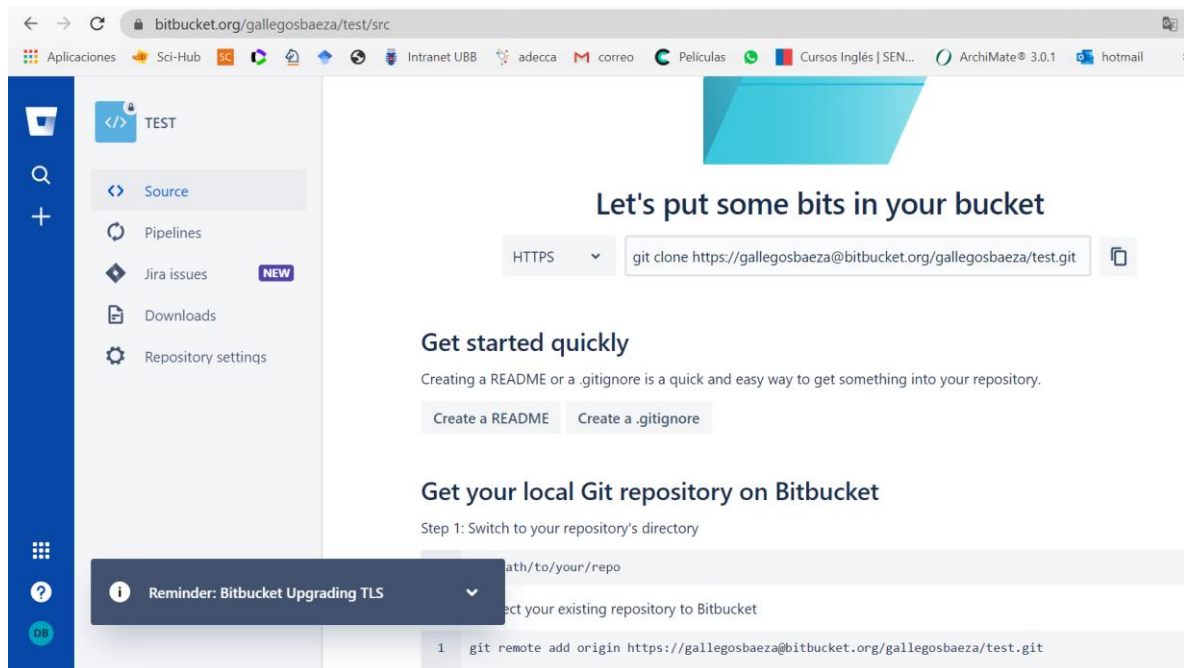 bitbucket.org/gallegosbaeza/test/src
Aplicaciones Sci-Hub SC Intranet UBB adecca correo Películas Cursos Inglés | SEN... ArchiMate® 3.0.1 hotmail
</> TEST
Source
Pipelines
Jira issues NEW
Downloads
Repository settings
Let's put some bits in your bucket
HTTPS git clone https://gallegosbaeza@bitbucket.org/gallegosbaeza/test.git
Get started quickly
Creating a README or a .gitignore is a quick and easy way to get something into your repository.
Create a README Create a .gitignore
Get your local Git repository on Bitbucket
Step 1: Switch to your repository's directory
ath/to/your/repo
Reminder: Bitbucket Upgrading TLS
ect your existing repository to Bitbucket
DB
1 git remote add origin https://gallegosbaeza@bitbucket.org/gallegosbaeza/test.git